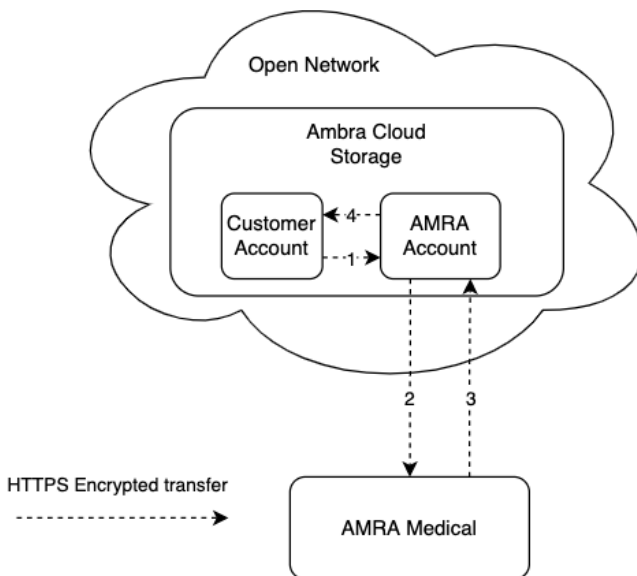 Open Network
Ambra Cloud
Storage
Customer
Account
4
1
AMRA
Account
2
3
HTTPS Encrypted transfer
AMRA Medical